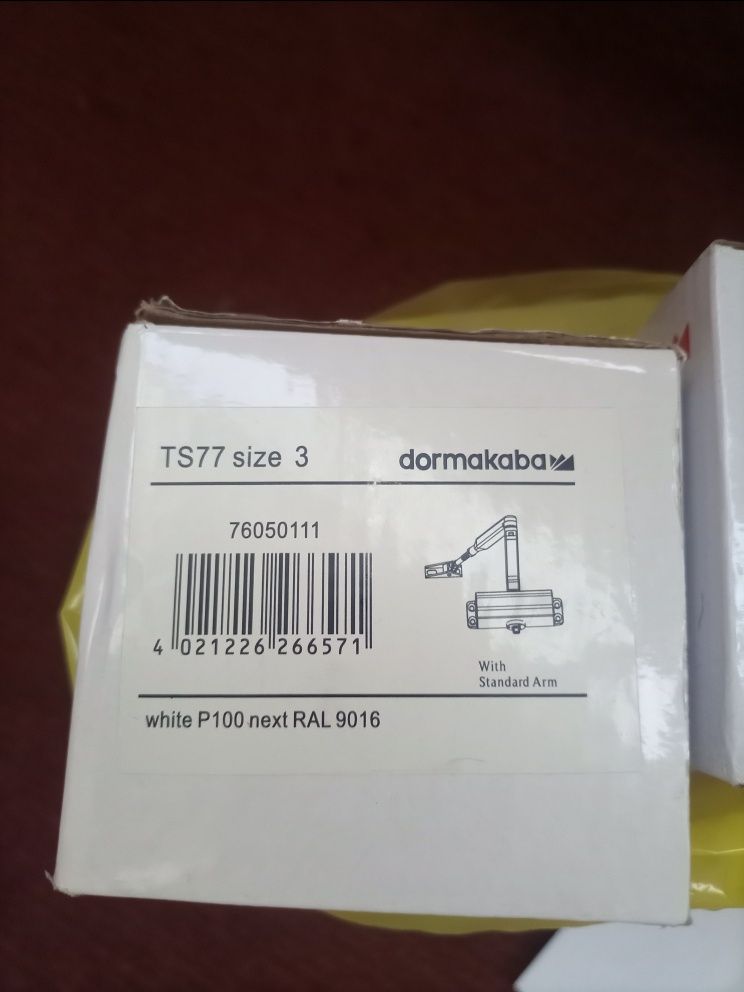 TS77 size 3
dormakaba
76050111
4 021226 266571
With
Standard Arm
white P100 next RAL 9016